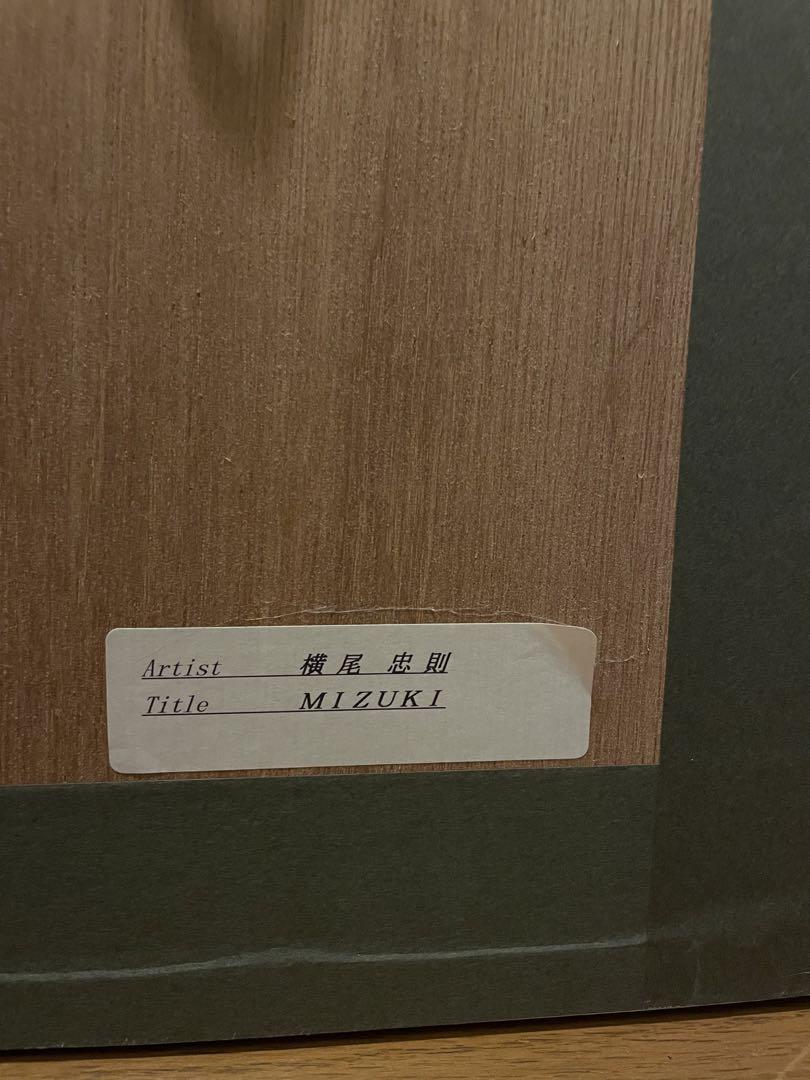 Artist 横尾 忠則
Title MIZUKI